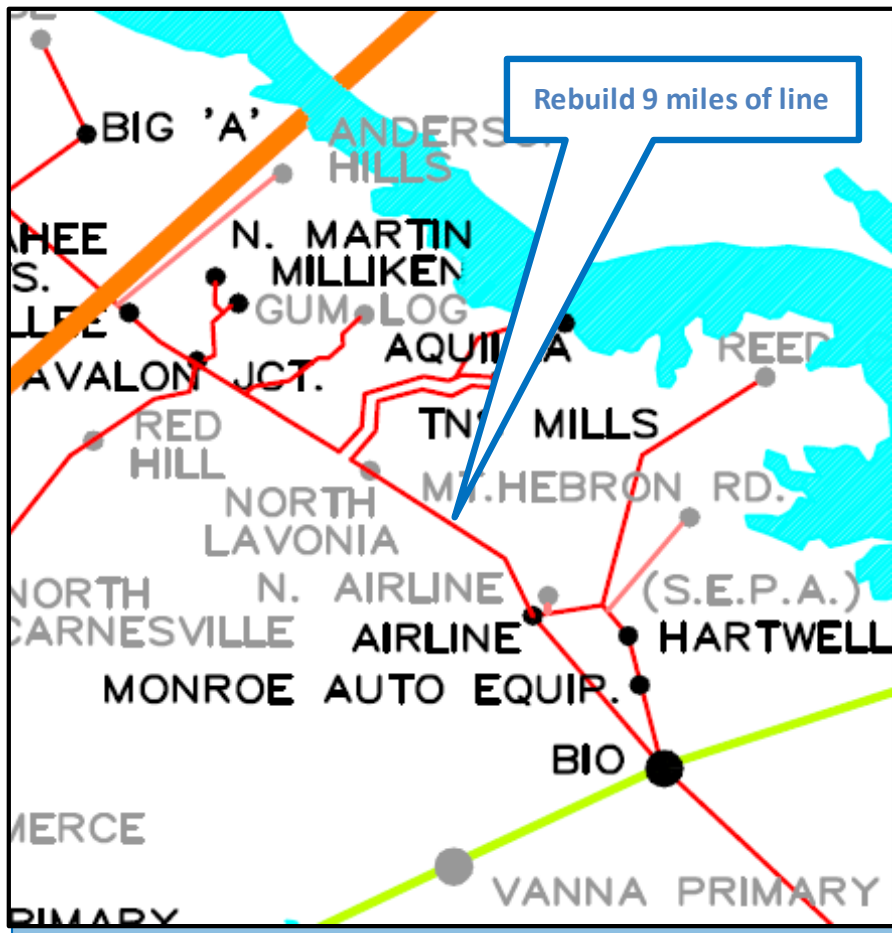 Rebuild 9 miles of line
BIG 'A'
HILLS
N. MARTIN
MILLIKEN
GUM LOG
AVALON JCT.
REED
RED
HILL
MILLS
MT.HEBRON RD.
NORTH
LAVONIA
NORTH
CARNESVILLE
N. AIRLINE
(S.E.P.A.)
AIRLINE
HARTWELL
MONROE AUTO EQUIP.
BIO
VANNA PRIMARY